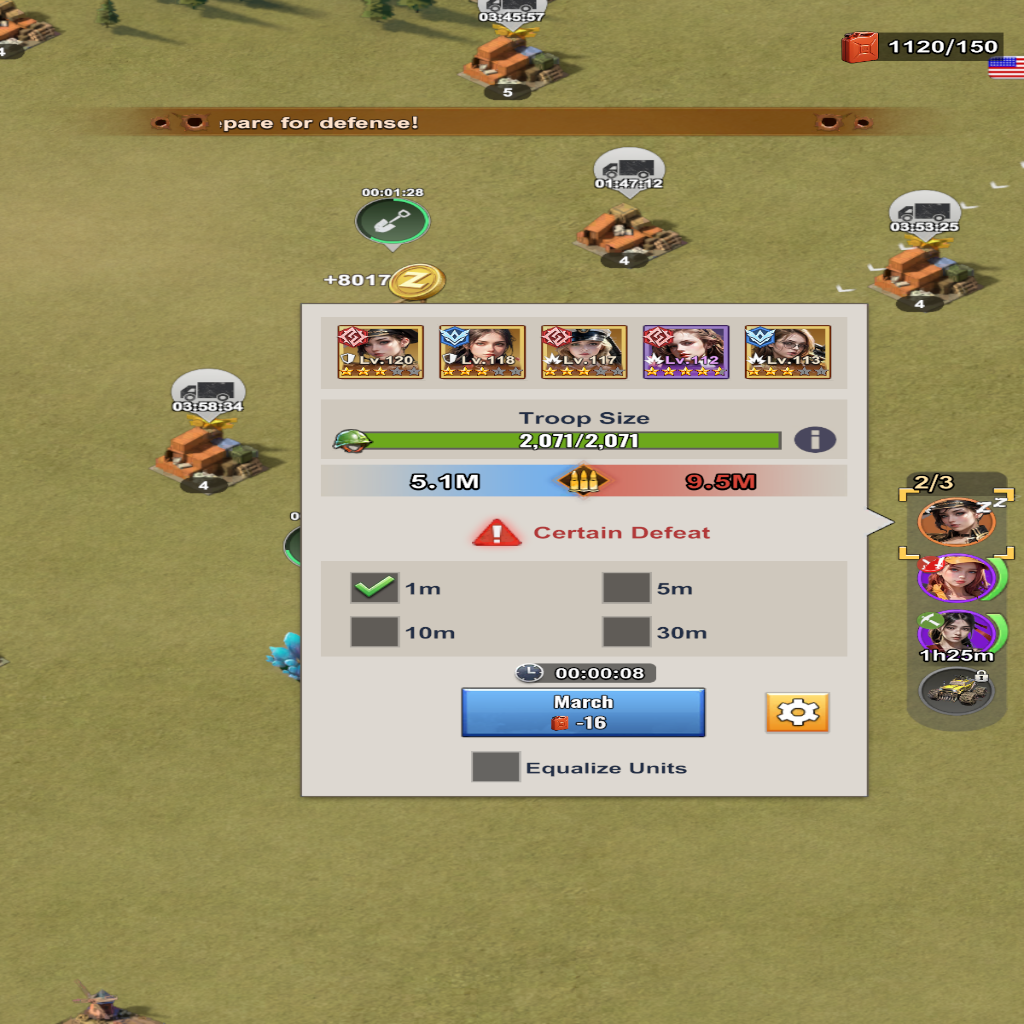 03:45:57
1120/150
4
5
pare for defense!
01:47:12
00:01:28
03:53:25
4
+8017
4
Lv.120
Lv.118
Lv.117
Lv.112
Lv.113
03:58:34
Troop Size
2,071/2,071
5.1M
9.5M
4
2/3
zz
Certain Defeat
1m
5m
10m
30m
1h25m
00:00:08
March
-16
Equalize Units